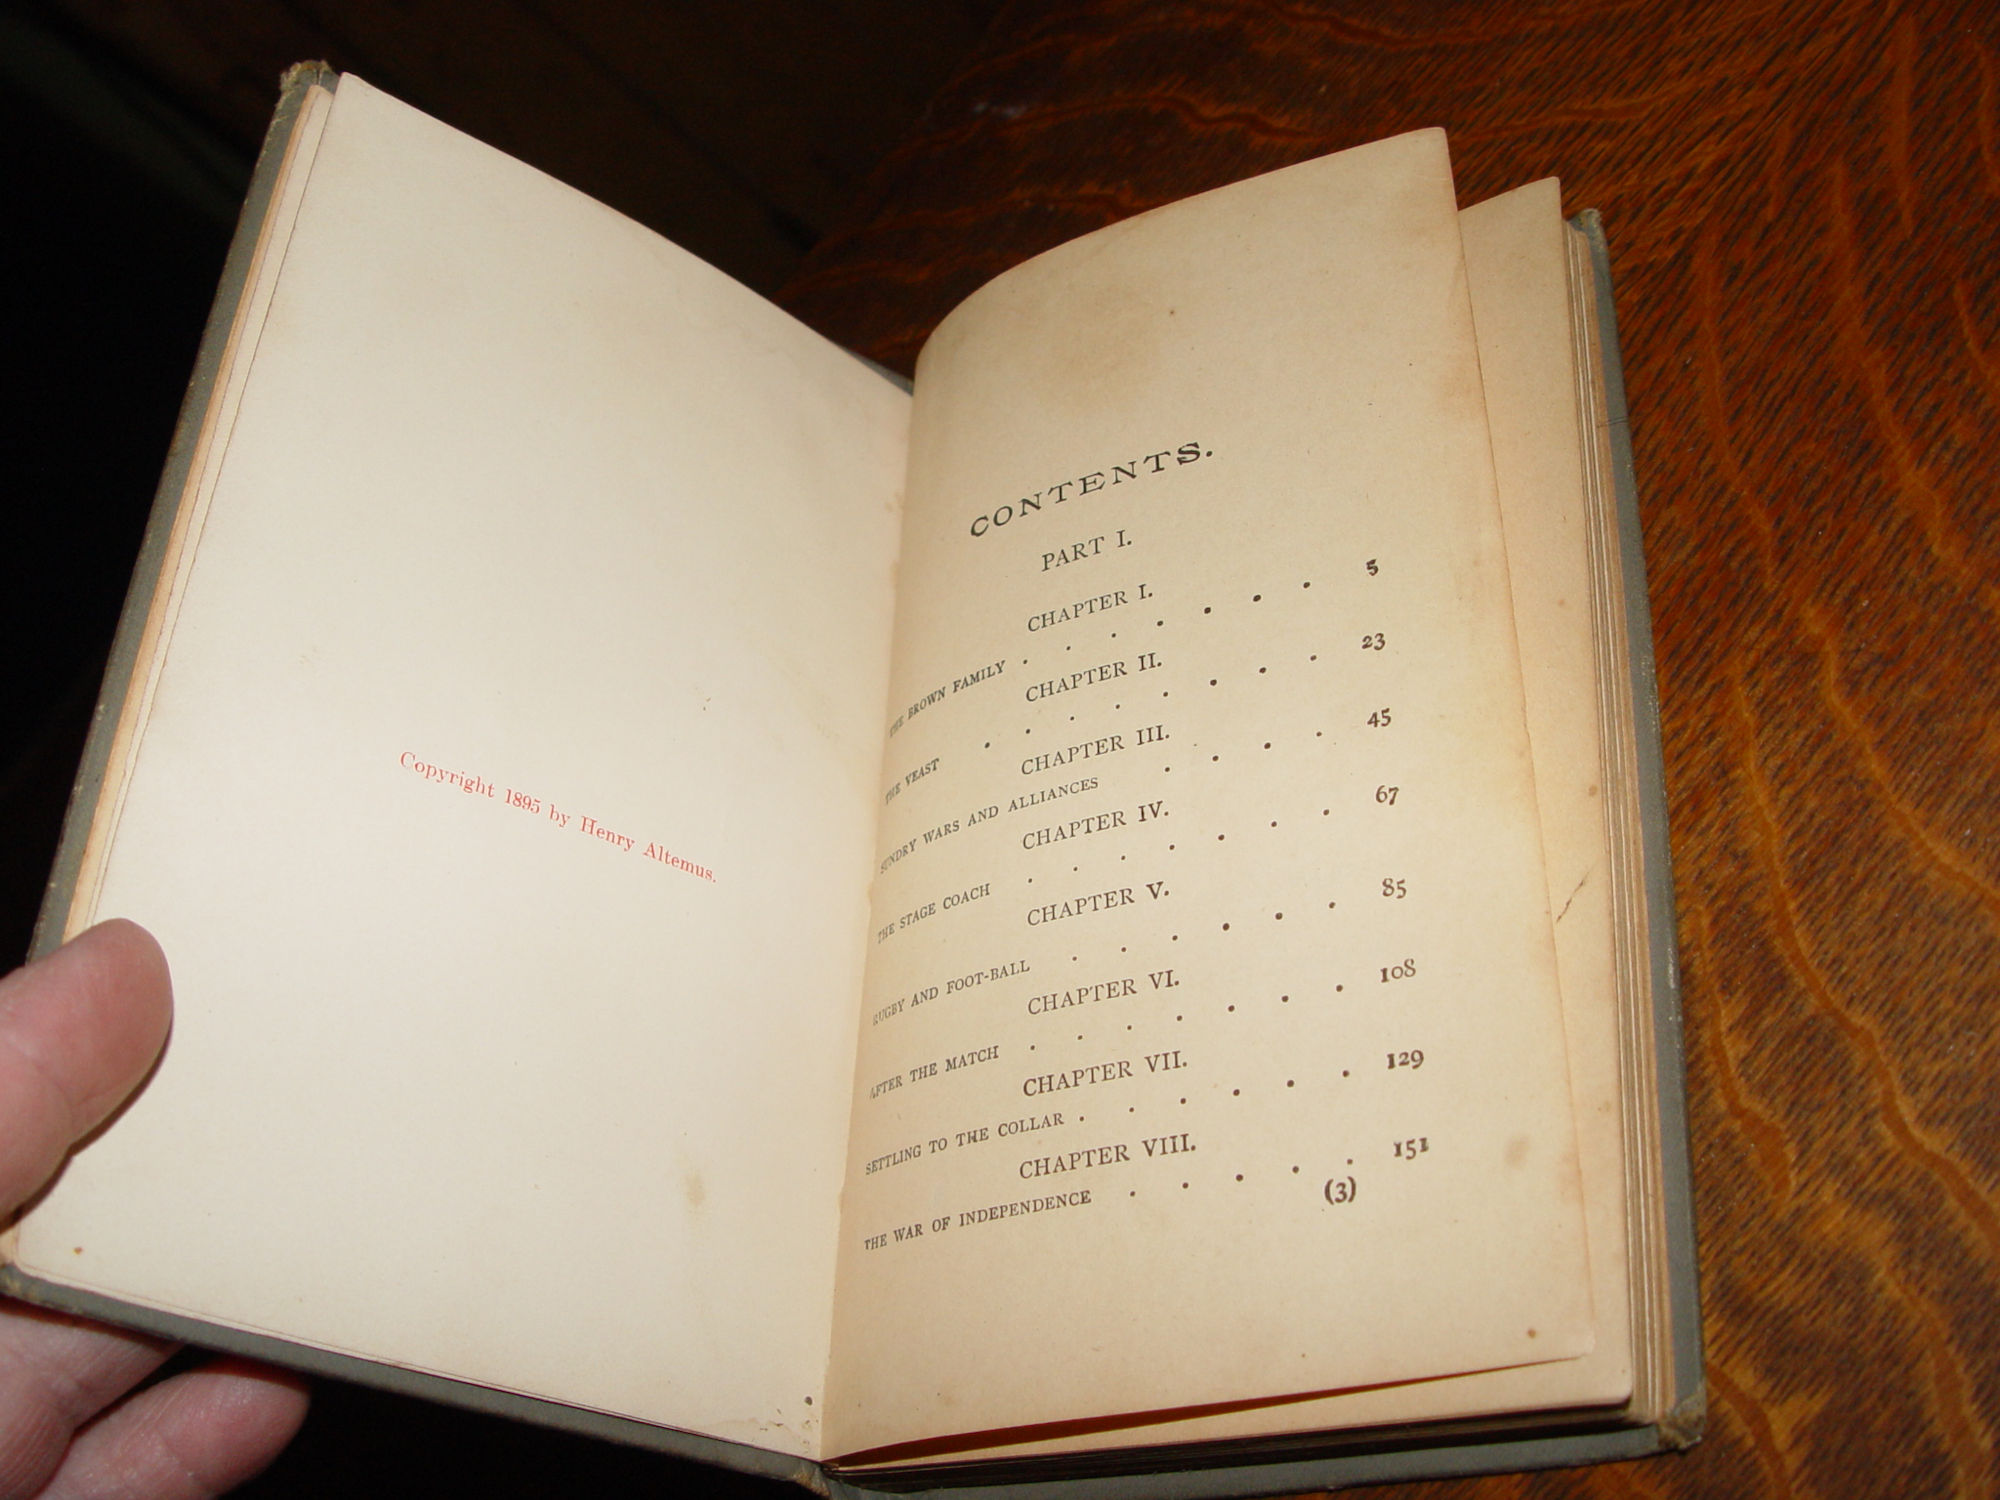 Copyright 1895 by Henry Altemus.
CONTENTS.
PART I.
CHAPTER I.
THE BROWN FAMILY . . . . . . . 5
CHAPTER II.
THE YEAST . . . . . . . . 23
CHAPTER III.
SUNDRY WARS AND ALLIANCES . . . . 45
CHAPTER IV.
THE STAGE COACH . . . . . . . 67
CHAPTER V.
RUGBY AND FOOT-BALL . . . . . . 85
CHAPTER VI.
AFTER THE MATCH . . . . . . . 108
CHAPTER VII.
SETTLING TO THE COLLAR . . . . . . 129
CHAPTER VIII.
THE WAR OF INDEPENDENCE . . . . . 151
(3)